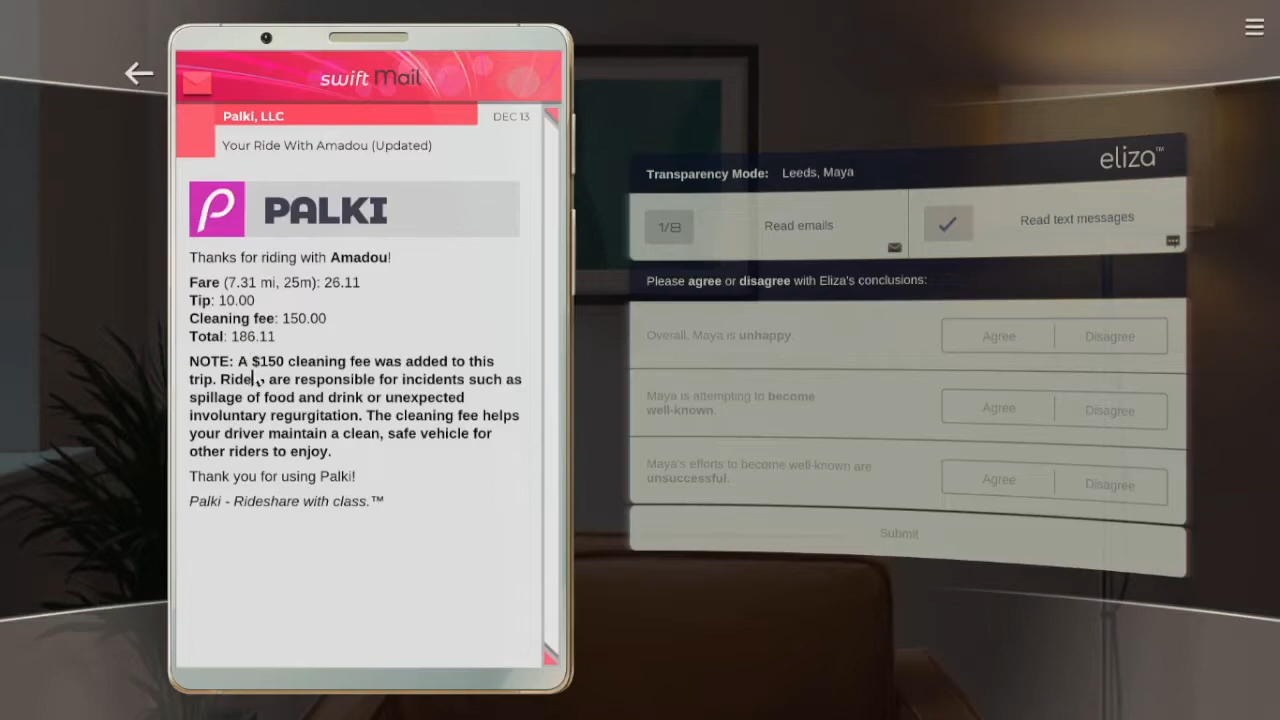 swift Mail
Palki, LLC
DEC 13
Your Ride With Amadou (Updated)
P
PALKI
Thanks for riding with Amadou!
Fare (7.31 mi, 25m): 26.11
Tip: 10.00
Cleaning fee: 150.00
Total: 186.11
NOTE: A $150 cleaning fee was added to this
trip. Ride are responsible for incidents such as
spillage of food and drink or unexpected
involuntary regurgitation. The cleaning fee helps
your driver maintain a clean, safe vehicle for
other riders to enjoy.
Thank you for using Palki!
Palki - Rideshare with class.™
eliza™
Transparency Mode: Leeds, Maya
1/8
Read emails
Read text messages
Please agree or disagree with Eliza's conclusions:
Overall, Maya is unhappy.
Agree
Disagree
Maya is attempting to become
well-known.
Agree
Disagree
Maya's efforts to become well-known are
unsuccessful.
Agree
Disagree
Submit